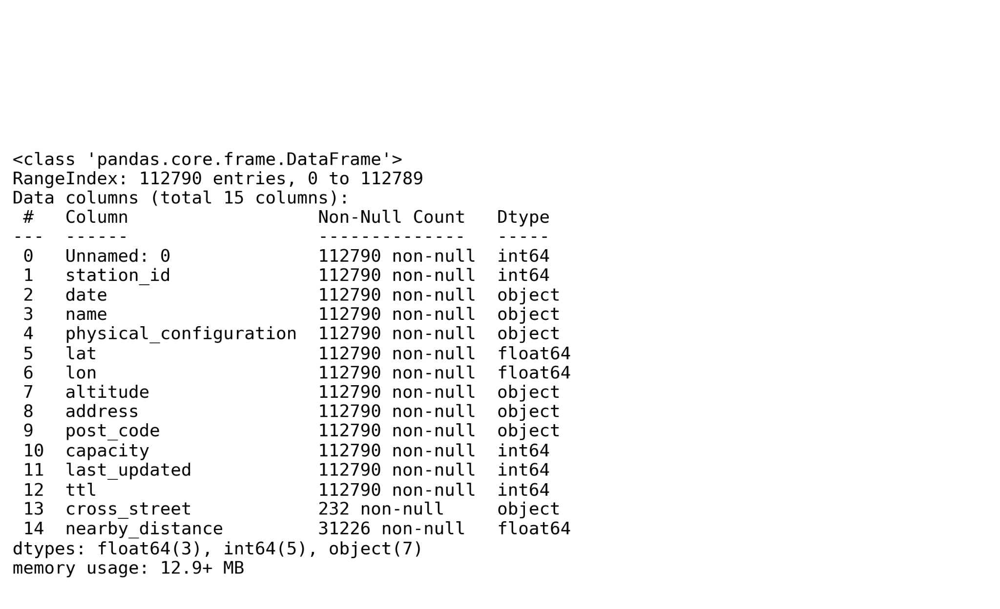 <class 'pandas.core.frame.DataFrame'>
RangeIndex: 112790 entries, 0 to 112789
Data columns (total 15 columns):
 #   Column                  Non-Null Count   Dtype
---  ------                  --------------   -----
 0   Unnamed: 0              112790 non-null  int64
 1   station_id              112790 non-null  int64
 2   date                    112790 non-null  object
 3   name                    112790 non-null  object
 4   physical_configuration  112790 non-null  object
 5   lat                     112790 non-null  float64
 6   lon                     112790 non-null  float64
 7   altitude                112790 non-null  object
 8   address                 112790 non-null  object
 9   post_code               112790 non-null  object
 10  capacity                112790 non-null  int64
 11  last_updated            112790 non-null  int64
 12  ttl                     112790 non-null  int64
 13  cross_street            232 non-null     object
 14  nearby_distance         31226 non-null   float64
dtypes: float64(3), int64(5), object(7)
memory usage: 12.9+ MB